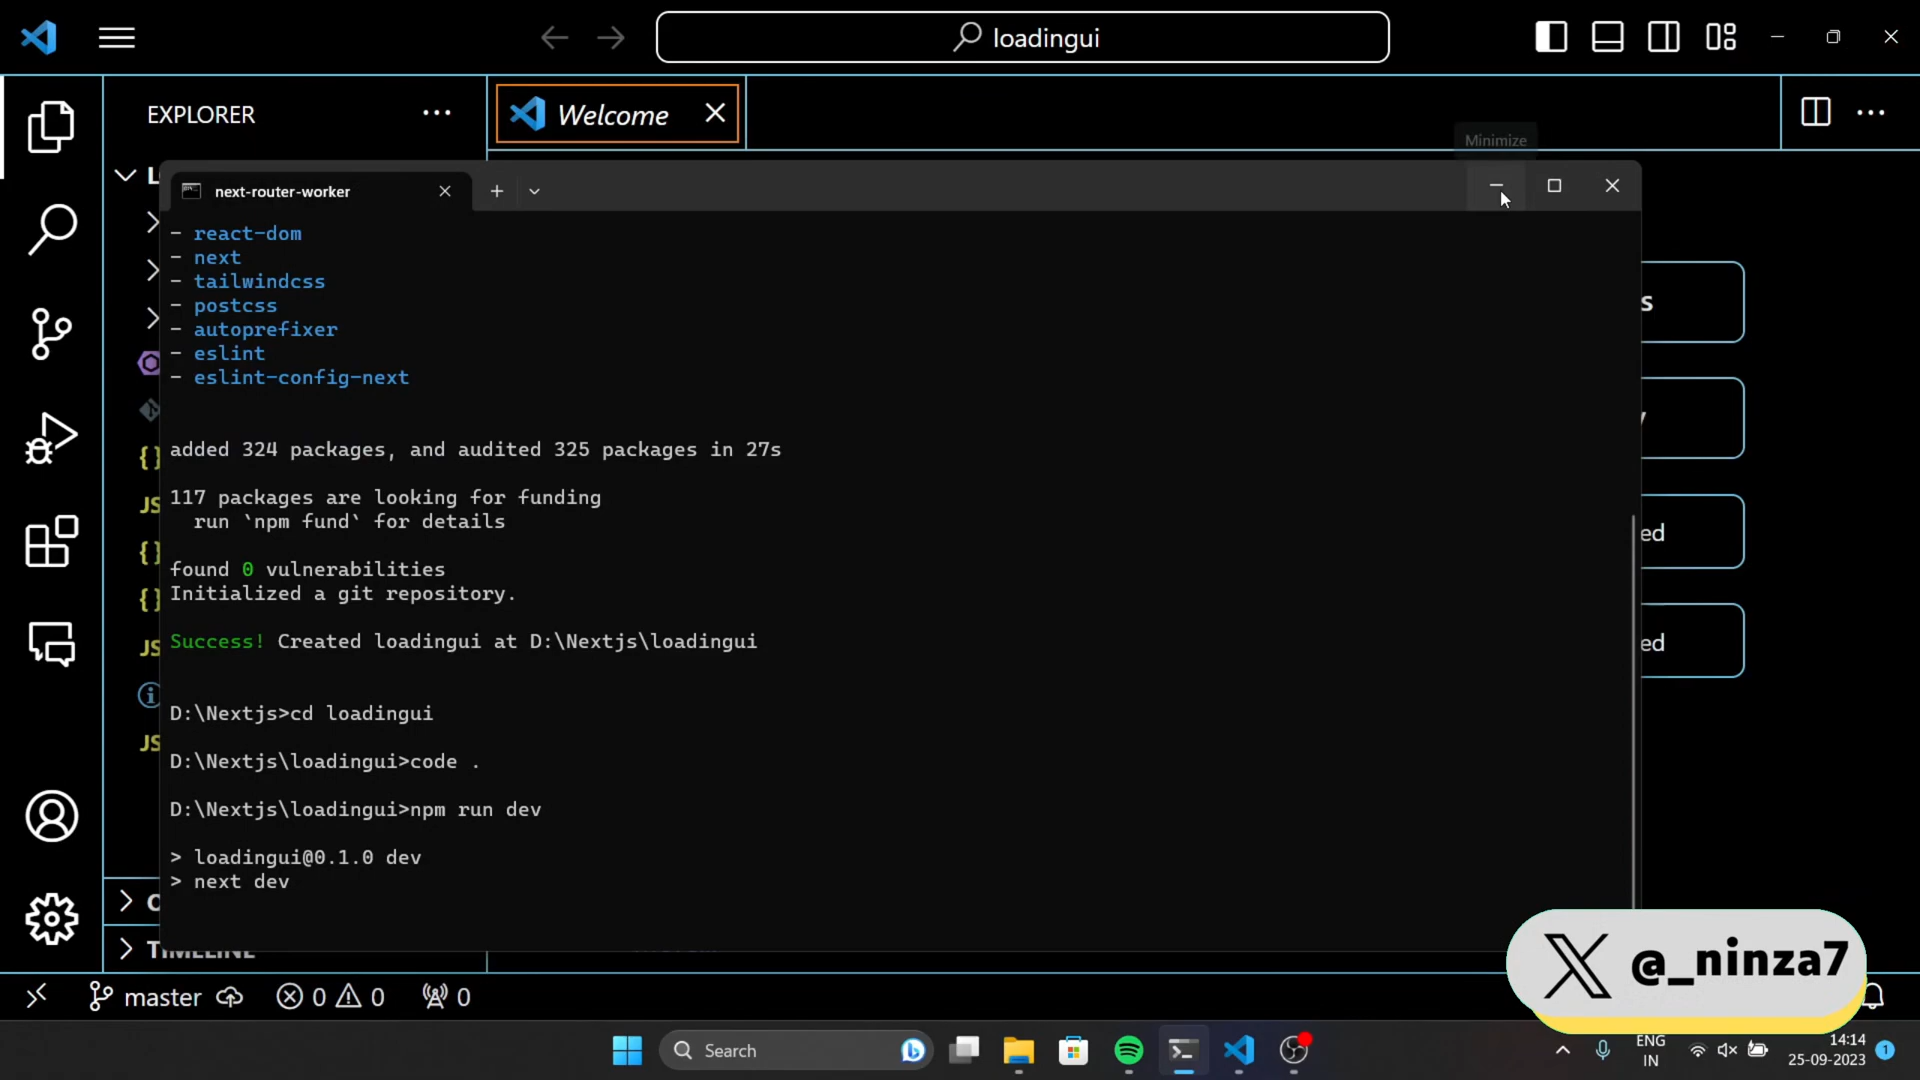 loadingui
EXPLORER
Welcome
Minimize
next-router-worker
- react-dom
- next
- tailwindcss
- postcss
- autoprefixer
- eslint
- eslint-config-next
added 324 packages, and audited 325 packages in 27s
117 packages are looking for funding
run `npm fund` for details
found 0 vulnerabilities
Initialized a git repository.
Success! Created loadingui at D:\Nextjs\loadingui
D:\Nextjs>cd loadingui
D:\Nextjs\loadingui>code .
D:\Nextjs\loadingui>npm run dev
> loadingui@0.1.0 dev
> next dev
TIMELINE
master
0 0 0
@_ninza7
Search
ENG
IN
14:14
25-09-2023
1